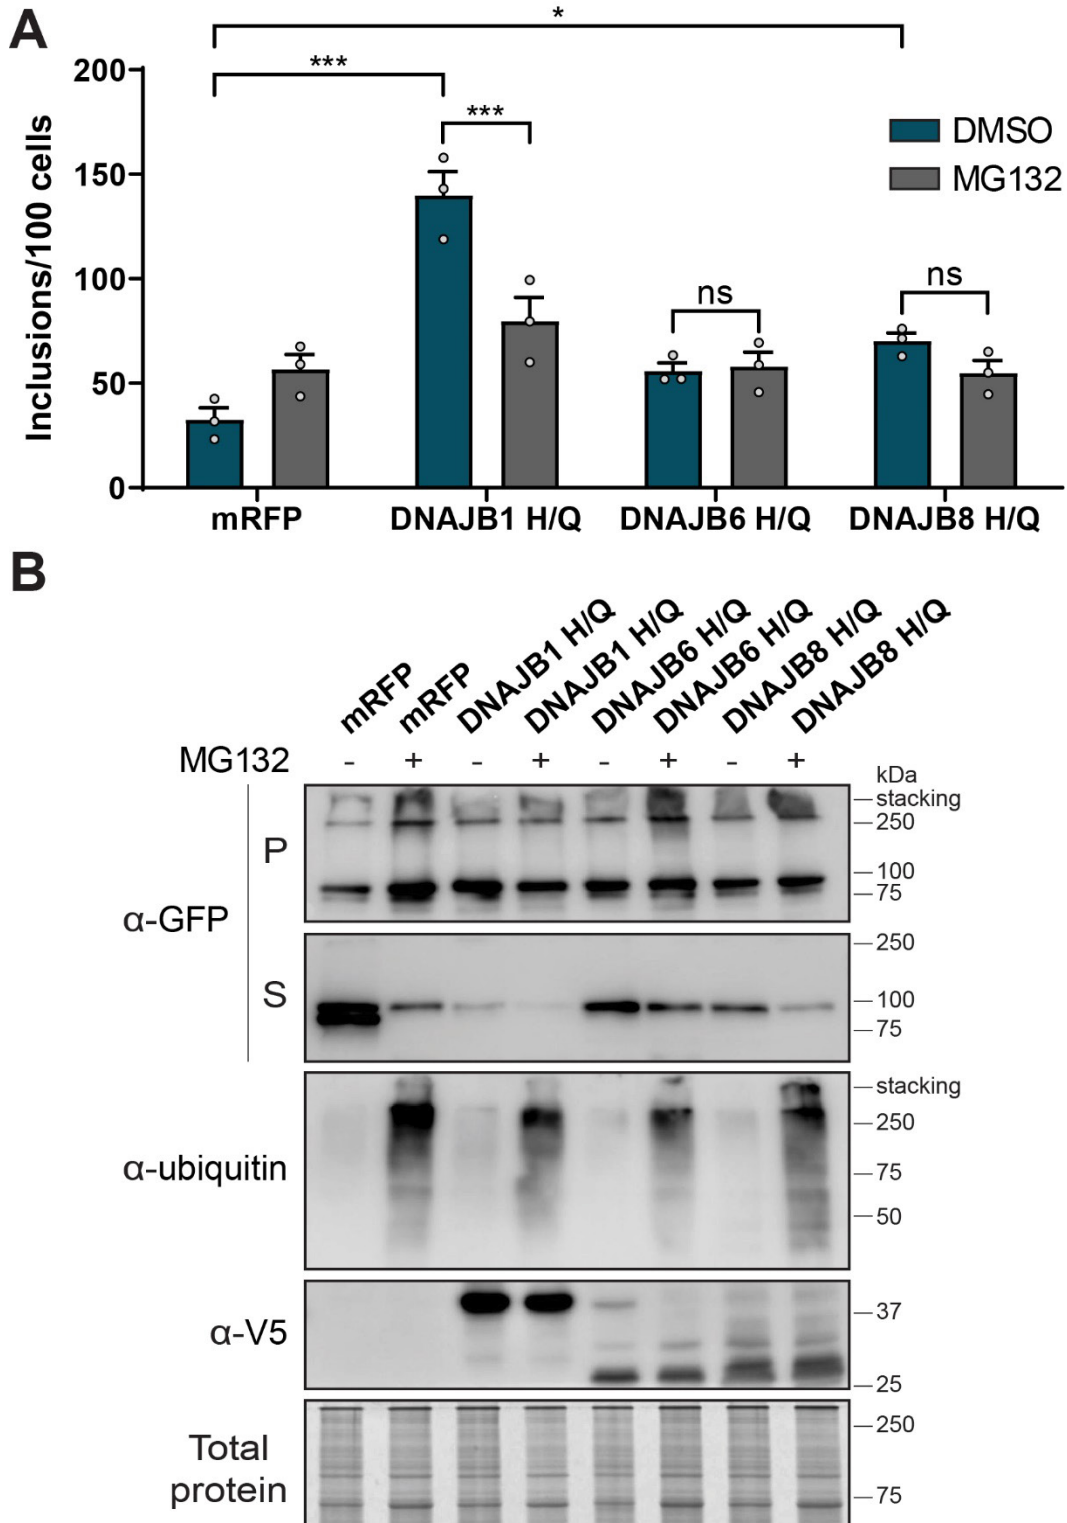 A
*
***
***
ns
ns
DMSO
MG132
Inclusions/100 cells
200
150
100
50
0
mRFP
DNAJB1 H/Q
DNAJB6 H/Q
DNAJB8 H/Q
B
mRFP
mRFP
DNAJB1 H/Q
DNAJB1 H/Q
DNAJB6 H/Q
DNAJB6 H/Q
DNAJB8 H/Q
DNAJB8 H/Q
MG132 - + - + - + - +
kDa
α-GFP
P
stacking
250
100
75
S
250
100
75
α-ubiquitin
stacking
250
75
50
α-V5
37
25
Total
protein
250
75